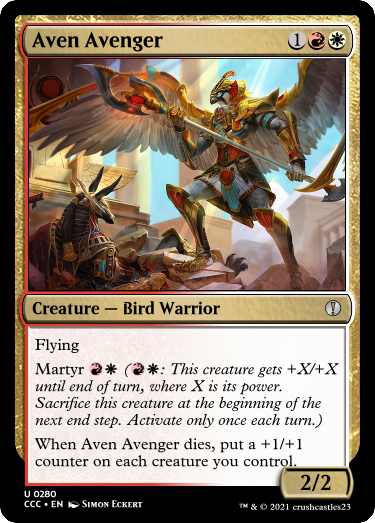 Aven Avenger 1
Creature — Bird Warrior
Flying
Martyr (: This creature gets +X/+X
until end of turn, where X is its power.
Sacrifice this creature at the beginning of the
next end step. Activate only once each turn.)
When Aven Avenger dies, put a +1/+1
counter on each creature you control.
2/2
U 0280
CCC • EN Simon Eckert
™ & © 2021 crushcastles23